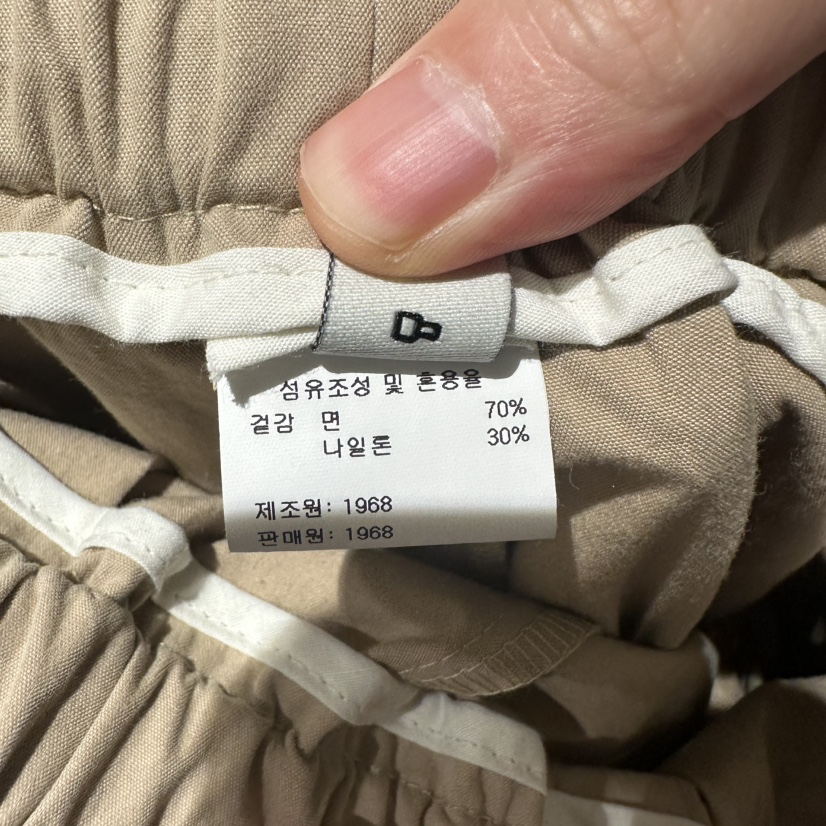 섬유조성 및 혼용율
겉감 면 70%
나일론 30%
제조원: 1968
판매원: 1968